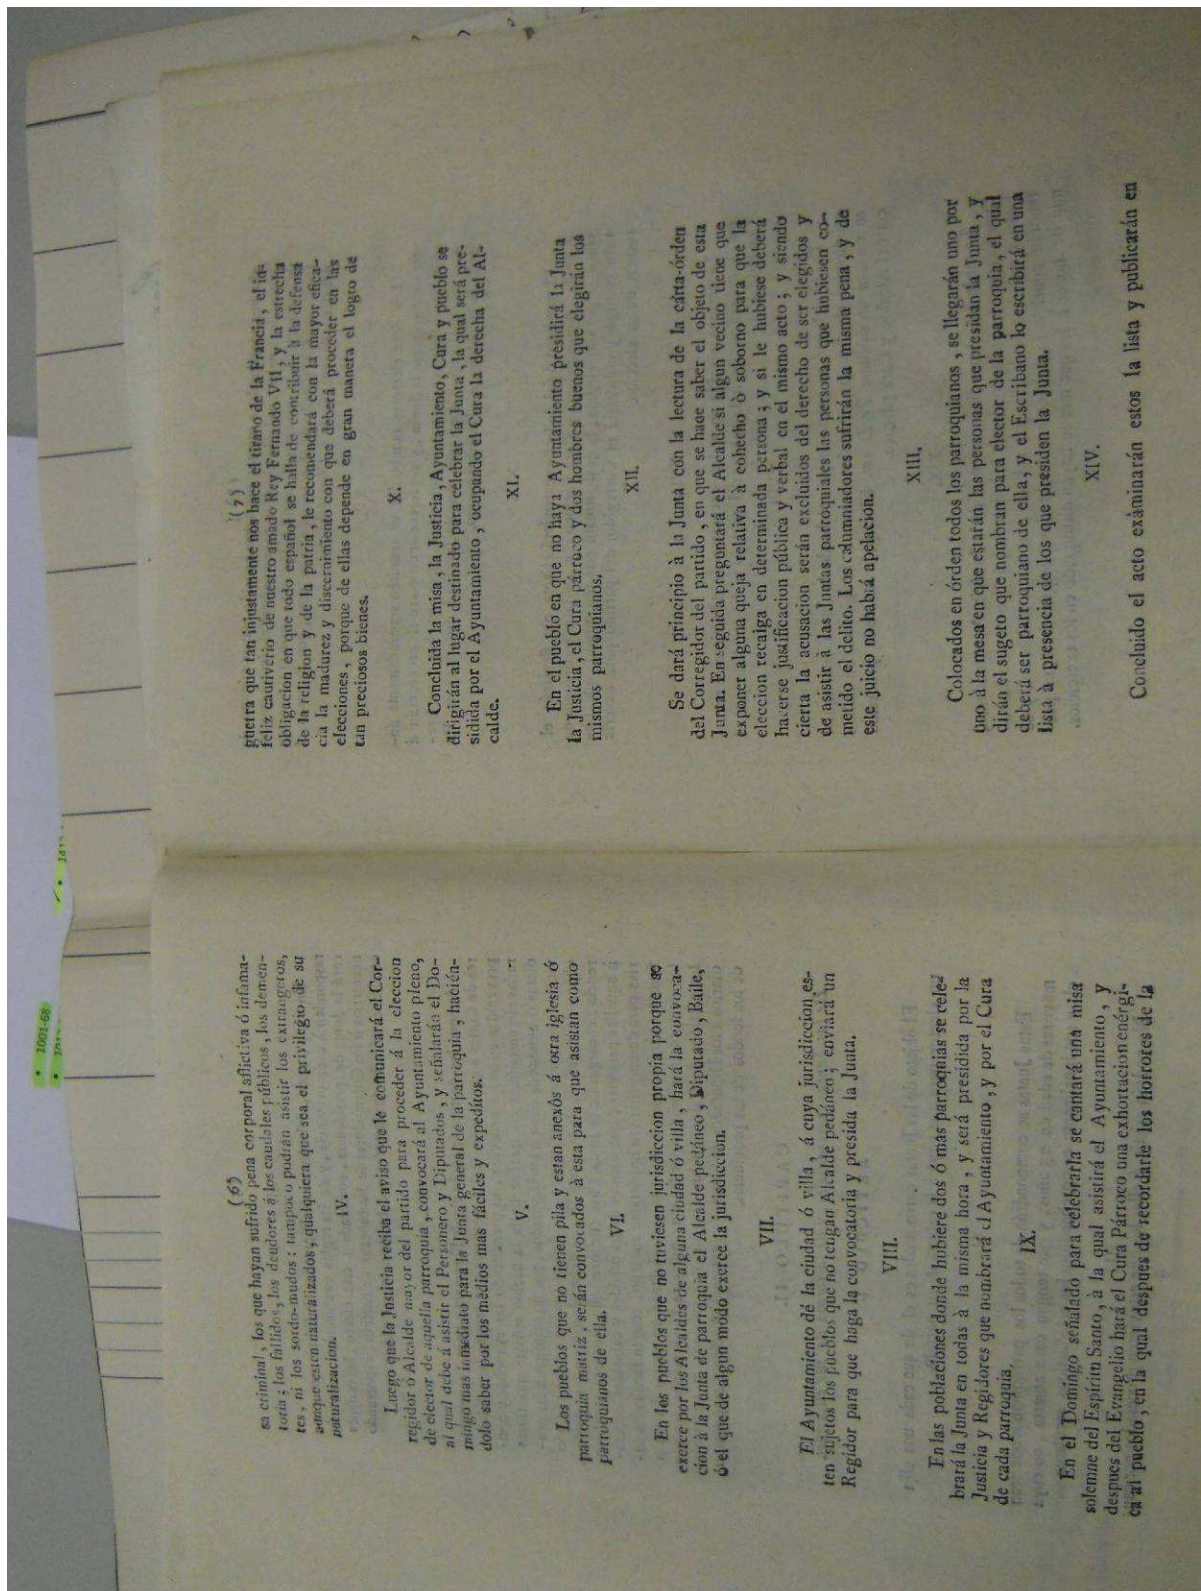 (6)
sa criminal, los que hayan sufrido pena corporal aflictiva ó infama-
toria; los fallidos, los deudores á los caudales públicos, los demen-
tes, ni los sordo-mudos: tampoco podrán asistir los extrangeros,
aunque esten naturalizados, qualquiera que sea el privilegio de su
naturalizacion.
IV.
Luego que la Justicia reciba el aviso que le comunicará el Cor-
regidor ó Alcalde mayor del partido para proceder á la eleccion
de elector de aquella parroquia, convocará al Ayuntamiento pleno,
al qual debe á asistir el Personero y Diputados, y señalarán el Do-
mingo mas inmediato para la Junta general de la parroquia, hacién-
dolo saber por los medios mas fáciles y expeditos.
V.
Los pueblos que no tienen pila y estan anexôs á otra iglesia ó
parroquia matriz, serán convocados à esta para que asistan como
parroquianos de ella.
VI.
En los pueblos que no tuviesen jurisdiccion propia porque se
exerce por los Alcaldes de alguna ciudad ó villa, hará la convoca-
cion à la Junta de parroquia el Alcalde pedáneo, Diputado, Baile,
ó el que de algun modo exerce la jurisdiccion.
VII.
El Ayuntamiento de la ciudad ó villa, á cuya jurisdiccion es-
ten sujetos los pueblos que no tengan Alcalde pedáneo; enviará un
Regidor para que haga la convocatoria y presida la Junta.
VIII.
En las poblaciones donde hubiere dos ó mas parroquias se cele-
brará la Junta en todas à la misma hora, y será presidida por la
Justicia y Regidores que nombrará el Ayuntamiento, y por el Cura
de cada parroquia.
IX.
En el Domingo señalado para celebrarla se cantará una misa
solemne del Espíritu Santo, à la qual asistirá el Ayuntamiento, y
despues del Evangelio hará el Cura Párroco una exhortacion enérgi-
ca al pueblo, en la qual despues de recordarle los horrores de la
(7)
guerra que tan injustamente nos hace el tirano de la Francia, el in-
feliz cautiverio de nuestro amado Rey Fernando VII, y la estrecha
obligacion en que todo español se halla de contribuir à la defensa
de la religion y de la patria, le recomendará con la mayor efica-
cia la madurez y discernimiento con que deberá proceder en las
elecciones, porque de ellas depende en gran manera el logro de
tan preciosos bienes.
X.
Concluida la misa, la Justicia, Ayuntamiento, Cura y pueblo se
dirigirán al lugar destinado para celebrar la Junta, la qual será pre-
sidida por el Ayuntamiento, ocupando el Cura la derecha del Al-
calde.
XI.
En el pueblo en que no haya Ayuntamiento presidirá la Junta
la Justicia, el Cura párroco y dos hombres buenos que elegirán los
mismos parroquianos.
XII.
Se dará principio à la Junta con la lectura de la carta-órden
del Corregidor del partido, en que se hace saber el objeto de esta
Junta. En seguida preguntará el Alcalde si algun vecino tiene que
exponer alguna queja relativa à cohecho ò soborno para que la
eleccion recaiga en determinada persona; y si le hubiese deberá
hacerse justificacion pública y verbal en el mismo acto; y siendo
cierta la acusacion serán excluidos del derecho de ser elegidos y
de asistir à las Juntas parroquiales las personas que hubiesen co-
metido el delito. Los calumniadores sufrirán la misma pena, y de
este juicio no habiá apelacion.
XIII.
Colocados en órden todos los parroquianos, se llegarán uno por
uno à la mesa en que estarán las personas que presidan la Junta, y
dirán el sugeto que nombran para elector de la parroquia, el qual
deberá ser parroquiano de ella, y el Escribano lo escribirá en una
lista à presencia de los que presiden la Junta.
XIV.
Concluido el acto exâminarán estos la lista y publicarán en
• 1001-68